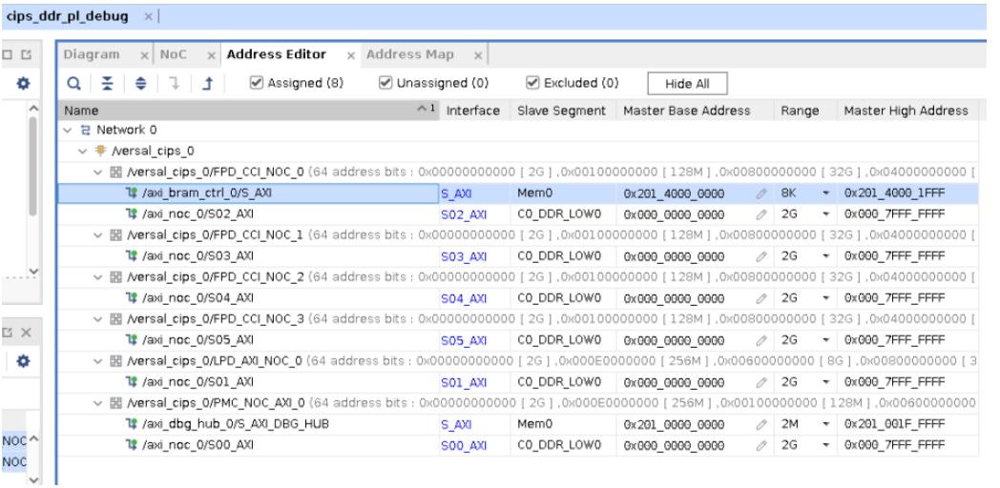 cips_ddr_pl_debug ×
Diagram × NoC × Address Editor × Address Map ×
Assigned (8) Unassigned (0) Excluded (0) Hide All
Name ^1 Interface Slave Segment Master Base Address Range Master High Address
Network 0
/versal_cips_0
/versal_cips_0/FPD_CCI_NOC_0 (64 address bits : 0x00000000000 [ 2G ] ,0x00100000000 [ 128M ] ,0x00800000000 [ 32G ] ,0x04000000000 [
/axi_bram_ctrl_0/S_AXI S_AXI Mem0 0x201_4000_0000 8K 0x201_4000_1FFF
/axi_noc_0/S02_AXI S02_AXI C0_DDR_LOW0 0x000_0000_0000 2G 0x000_7FFF_FFFF
/versal_cips_0/FPD_CCI_NOC_1 (64 address bits : 0x00000000000 [ 2G ] ,0x00100000000 [ 128M ] ,0x00800000000 [ 32G ] ,0x04000000000 [
/axi_noc_0/S03_AXI S03_AXI C0_DDR_LOW0 0x000_0000_0000 2G 0x000_7FFF_FFFF
/versal_cips_0/FPD_CCI_NOC_2 (64 address bits : 0x00000000000 [ 2G ] ,0x00100000000 [ 128M ] ,0x00800000000 [ 32G ] ,0x04000000000 [
/axi_noc_0/S04_AXI S04_AXI C0_DDR_LOW0 0x000_0000_0000 2G 0x000_7FFF_FFFF
/versal_cips_0/FPD_CCI_NOC_3 (64 address bits : 0x00000000000 [ 2G ] ,0x00100000000 [ 128M ] ,0x00800000000 [ 32G ] ,0x04000000000 [
/axi_noc_0/S05_AXI S05_AXI C0_DDR_LOW0 0x000_0000_0000 2G 0x000_7FFF_FFFF
/versal_cips_0/LPD_AXI_NOC_0 (64 address bits : 0x00000000000 [ 2G ] ,0x000E0000000 [ 256M ] ,0x00600000000 [ 8G ] ,0x00800000000 [ 3
/axi_noc_0/S01_AXI S01_AXI C0_DDR_LOW0 0x000_0000_0000 2G 0x000_7FFF_FFFF
/versal_cips_0/PMC_NOC_AXI_0 (64 address bits : 0x00000000000 [ 2G ] ,0x000E0000000 [ 256M ] ,0x00100000000 [ 128M ] ,0x00600000000
/axi_dbg_hub_0/S_AXI_DBG_HUB S_AXI Mem0 0x201_0000_0000 2M 0x201_001F_FFFF
/axi_noc_0/S00_AXI S00_AXI C0_DDR_LOW0 0x000_0000_0000 2G 0x000_7FFF_FFFF
NOC
NOC